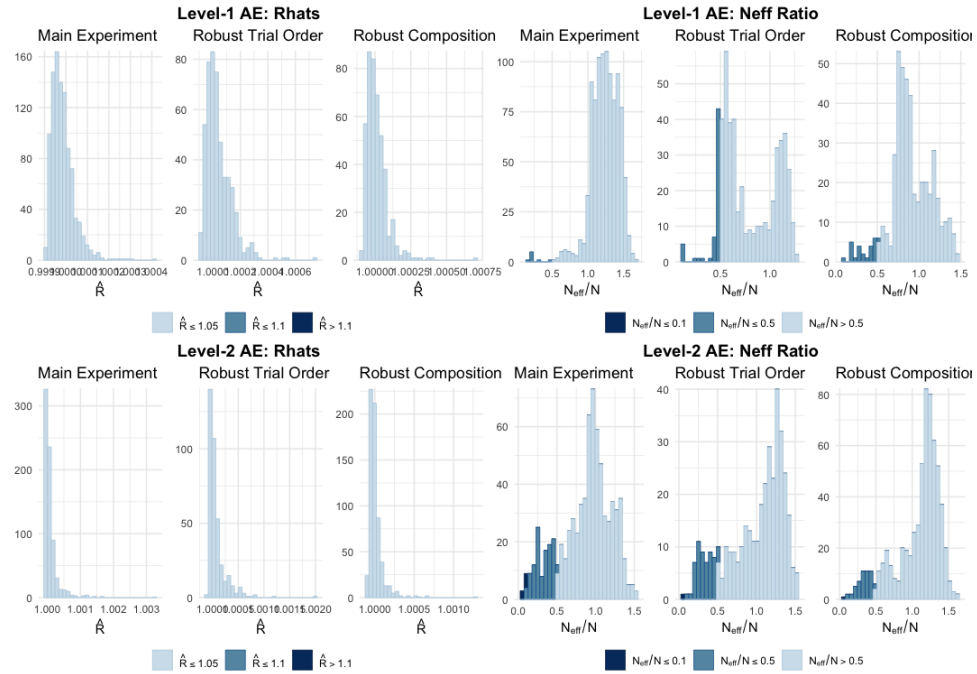 Level-1 AE: Rhats
Level-1 AE: Neff Ratio
Main Experiment
Robust Trial Order
Robust Composition
Main Experiment
Robust Trial Order
Robust Composition
160
120
80
40
0
80
60
40
20
0
80
60
40
20
0
100
75
50
25
0
50
40
30
20
10
0
50
40
30
20
10
0
0.9999 1.0000 1.0001 1.0002 1.0003 1.0004
1.0000 1.0002 1.0004 1.0006
1.00000 1.00025 1.00050 1.00075
0.5 1.0 1.5
0.5 1.0
0.0 0.5 1.0 1.5
R̂
R̂
R̂
Neff/N
Neff/N
Neff/N
R̂ ≤ 1.05 R̂ ≤ 1.1 R̂ > 1.1
Neff/N ≤ 0.1 Neff/N ≤ 0.5 Neff/N > 0.5
Level-2 AE: Rhats
Level-2 AE: Neff Ratio
Main Experiment
Robust Trial Order
Robust Composition
Main Experiment
Robust Trial Order
Robust Composition
300
200
100
0
100
50
0
200
150
100
50
0
60
40
20
0
40
30
20
10
0
80
60
40
20
0
1.000 1.001 1.002 1.003
1.0000 1.0005 1.0010 1.0015 1.0020
1.0000 1.0005 1.0010
0.0 0.5 1.0 1.5
0.0 0.5 1.0 1.5
0.0 0.5 1.0 1.5
R̂
R̂
R̂
Neff/N
Neff/N
Neff/N
R̂ ≤ 1.05 R̂ ≤ 1.1 R̂ > 1.1
Neff/N ≤ 0.1 Neff/N ≤ 0.5 Neff/N > 0.5